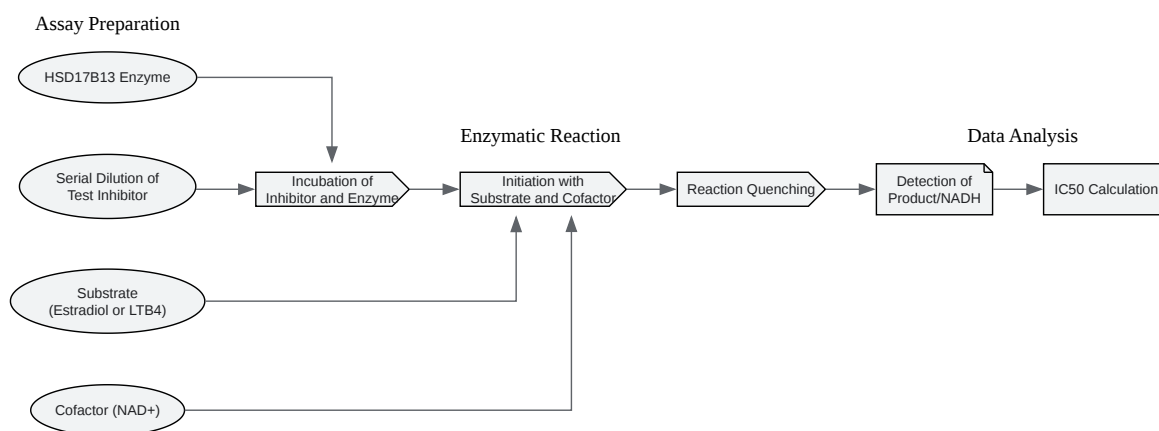 Assay Preparation
HSD17B13 Enzyme
Enzymatic Reaction
Data Analysis
Serial Dilution of
Test Inhibitor
Incubation of
Inhibitor and Enzyme
Initiation with
Substrate and Cofactor
Reaction Quenching
Detection of
Product/NADH
IC50 Calculation
Substrate
(Estradiol or LTB4)
Cofactor (NAD+)